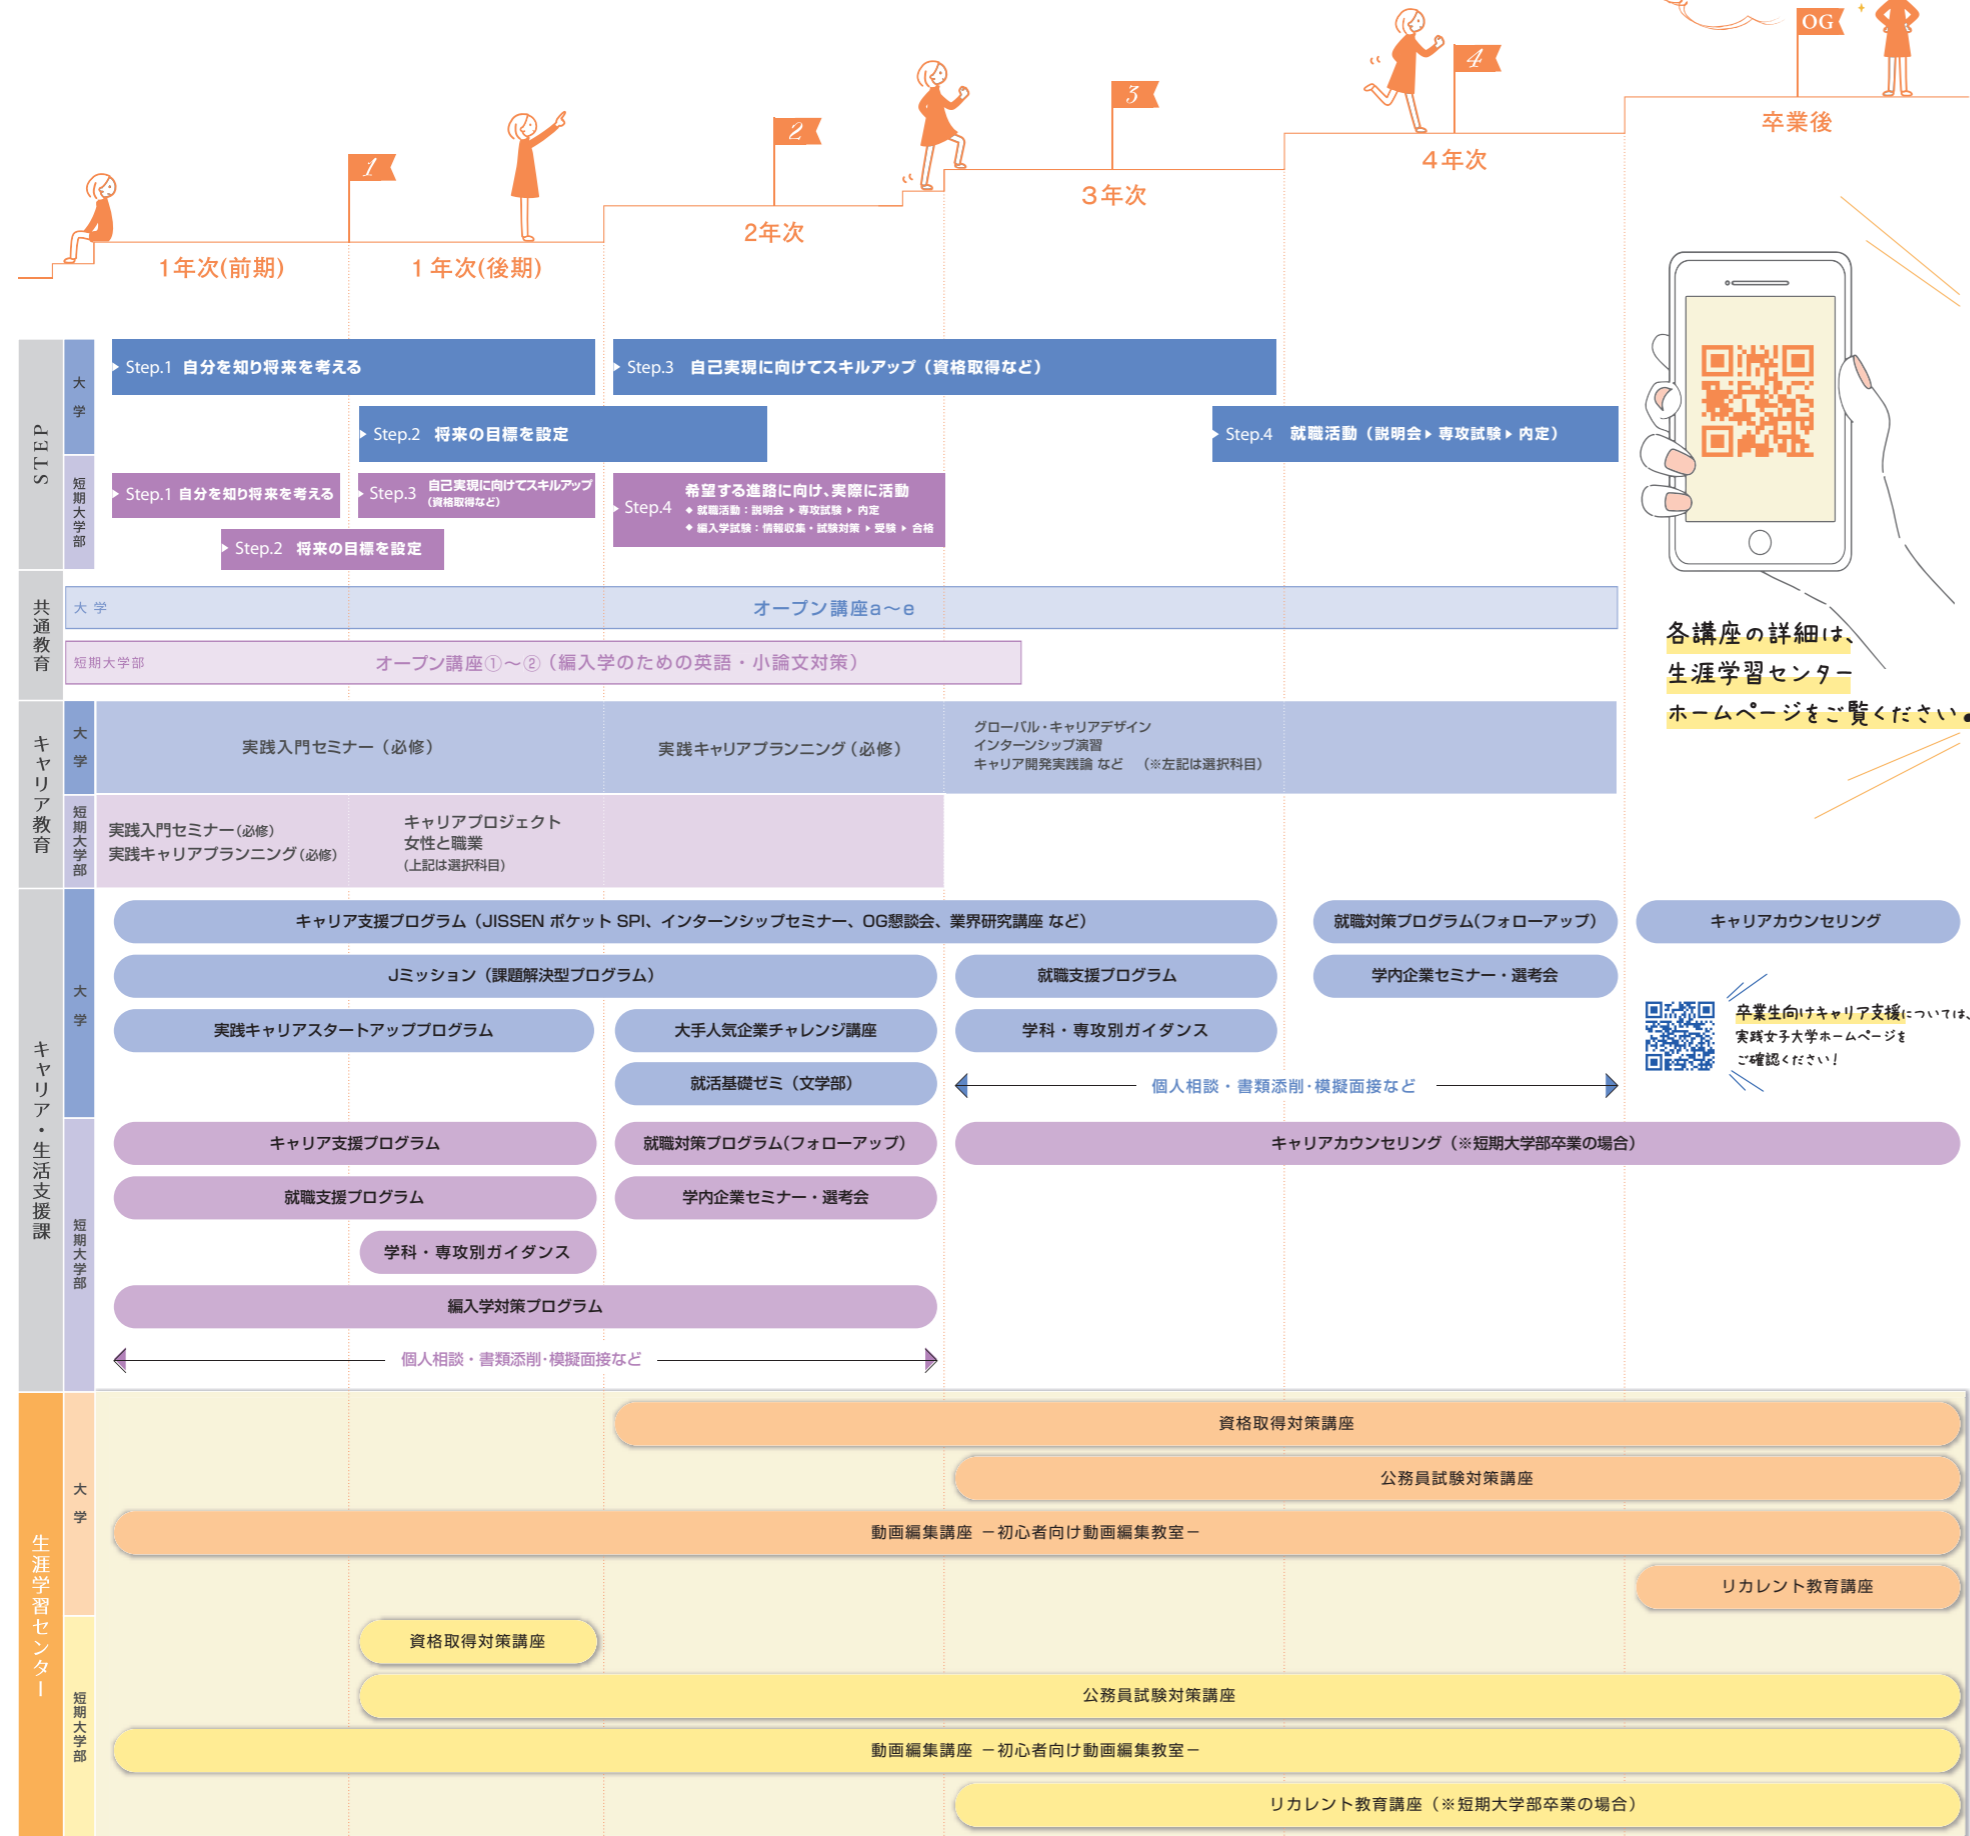 OG
卒業後
4
4年次
3
3年次
2
2年次
1
1年次(前期)
1年次(後期)
STEP
大学
Step.1 自分を知り将来を考える
Step.3 自己実現に向けてスキルアップ（資格取得など）
Step.2 将来の目標を設定
Step.4 就職活動（説明会▶専攻試験▶内定）
短期大学部
Step.1 自分を知り将来を考える
Step.3 自己実現に向けてスキルアップ
（資格取得など）
Step.4 希望する進路に向け、実際に活動
◆ 就職活動：説明会 ▶ 専攻試験 ▶ 内定
◆ 編入学試験：情報収集・試験対策 ▶ 受験 ▶ 合格
Step.2 将来の目標を設定
共通教育
大学
オープン講座a～e
短期大学部
オープン講座①～②（編入学のための英語・小論文対策）
各講座の詳細は、
生涯学習センター
ホームページをご覧ください。
キャリア教育
大学
実践入門セミナー（必修）
実践キャリアプランニング（必修）
グローバル・キャリアデザイン
インターンシップ演習
キャリア開発実践論 など （※左記は選択科目）
短期大学部
実践入門セミナー（必修）
実践キャリアプランニング（必修）
キャリアプロジェクト
女性と職業
(上記は選択科目)
キャリア・生活支援課
大学
キャリア支援プログラム（JISSEN ポケット SPI、インターンシップセミナー、OG懇談会、業界研究講座 など）
就職対策プログラム(フォローアップ)
キャリアカウンセリング
Jミッション（課題解決型プログラム）
就職支援プログラム
学内企業セミナー・選考会
実践キャリアスタートアッププログラム
大手人気企業チャレンジ講座
学科・専攻別ガイダンス
就活基礎ゼミ（文学部）
個人相談・書類添削・模擬面接など
卒業生向けキャリア支援については、
実践女子大学ホームページを
ご確認ください！
短期大学部
キャリア支援プログラム
就職対策プログラム(フォローアップ)
キャリアカウンセリング（※短期大学部卒業の場合）
就職支援プログラム
学内企業セミナー・選考会
学科・専攻別ガイダンス
編入学対策プログラム
個人相談・書類添削・模擬面接など
生涯学習センター
大学
資格取得対策講座
公務員試験対策講座
動画編集講座 －初心者向け動画編集教室－
リカレント教育講座
短期大学部
資格取得対策講座
公務員試験対策講座
動画編集講座 －初心者向け動画編集教室－
リカレント教育講座（※短期大学部卒業の場合）